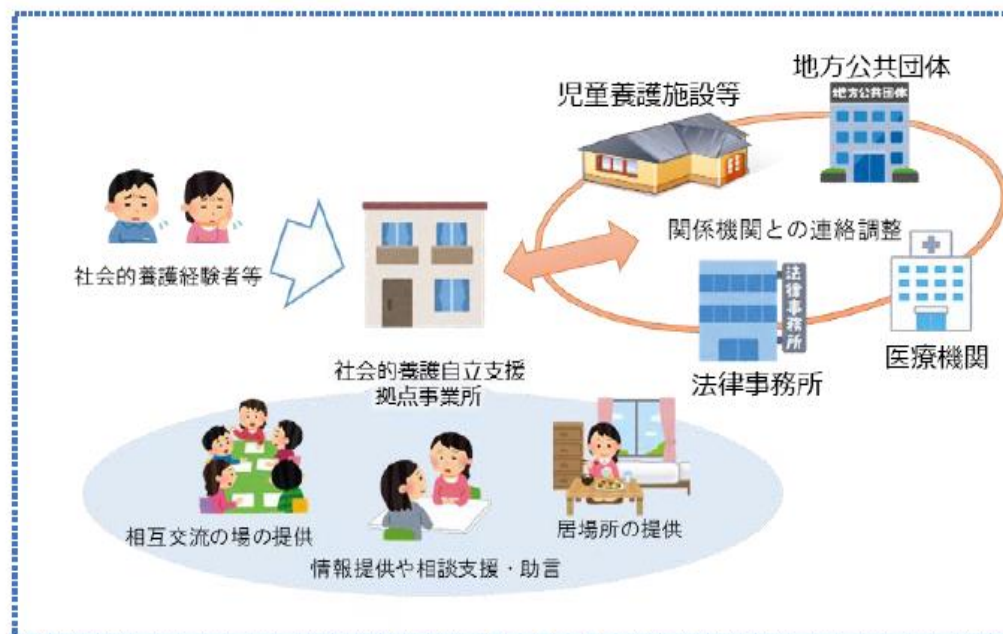 地方公共団体
地方公共団体
児童養護施設等
関係機関との連絡調整
社会的養護経験者等
法律事務所
医療機関
法律事務所
社会的養護自立支援
拠点事業所
相互交流の場の提供
居場所の提供
情報提供や相談支援・助言